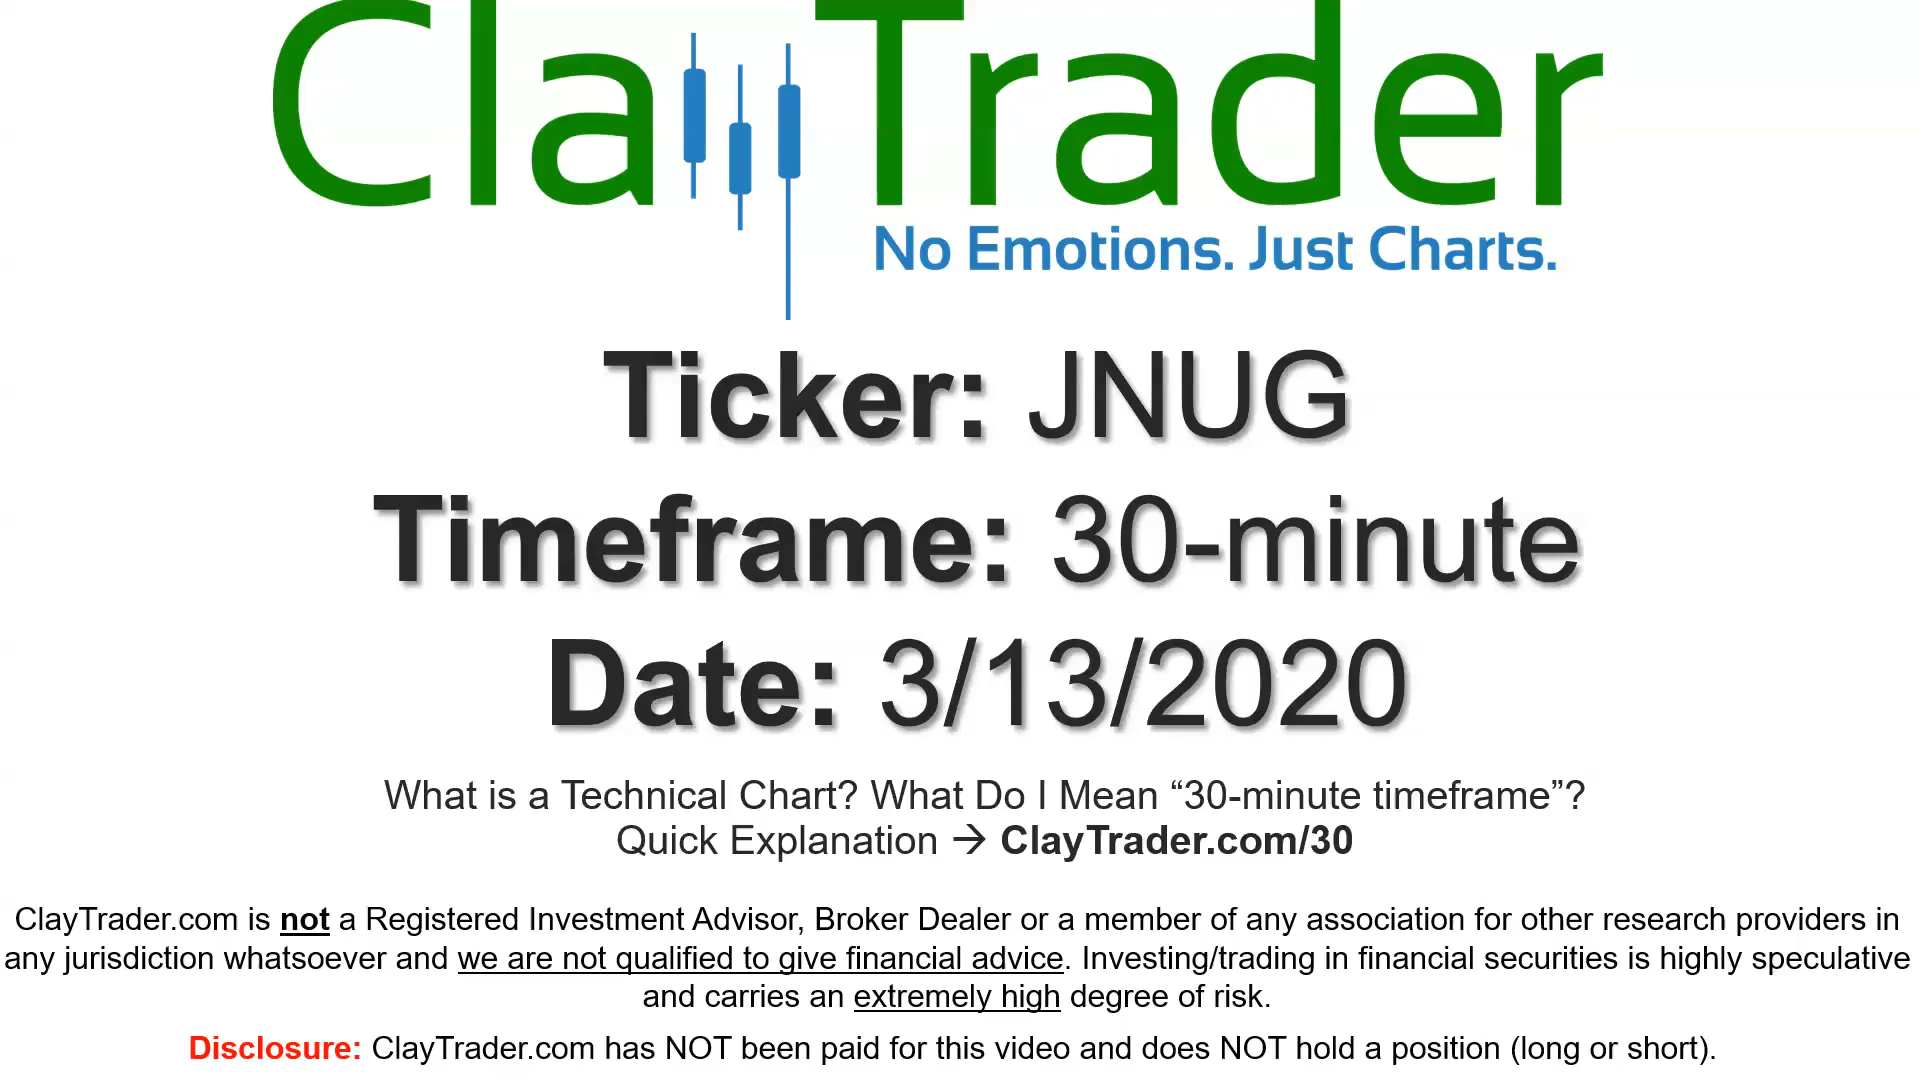 ClayTrader
No Emotions. Just Charts.
Ticker: JNUG
Timeframe: 30-minute
Date: 3/13/2020
What is a Technical Chart? What Do I Mean “30-minute timeframe”?
Quick Explanation → ClayTrader.com/30
ClayTrader.com is not a Registered Investment Advisor, Broker Dealer or a member of any association for other research providers in
any jurisdiction whatsoever and we are not qualified to give financial advice. Investing/trading in financial securities is highly speculative
and carries an extremely high degree of risk.
Disclosure: ClayTrader.com has NOT been paid for this video and does NOT hold a position (long or short).